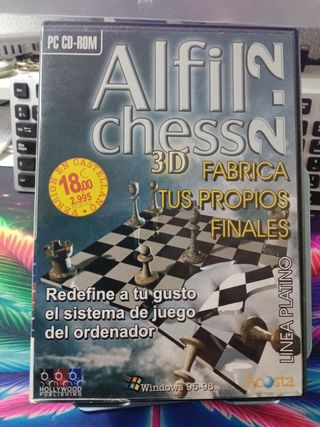 PC CD-ROM
Alfil
chess 2.2
3D
VERSION EN CASTELLANO
18.00
2.995
FABRICA
TUS PROPIOS
FINALES
Redefine a tu gusto
el sistema de juego
del ordenador
LINEA PLATINO
HOLLYWOOD
PUBLISHING
Windows 95-98
Acosta